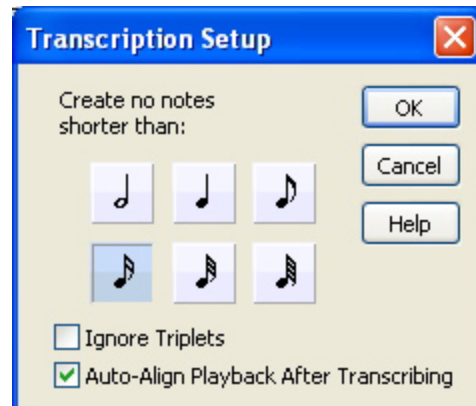 Transcription Setup
Create no notes
shorter than:
OK
Cancel
Help
Ignore Triplets
Auto-Align Playback After Transcribing